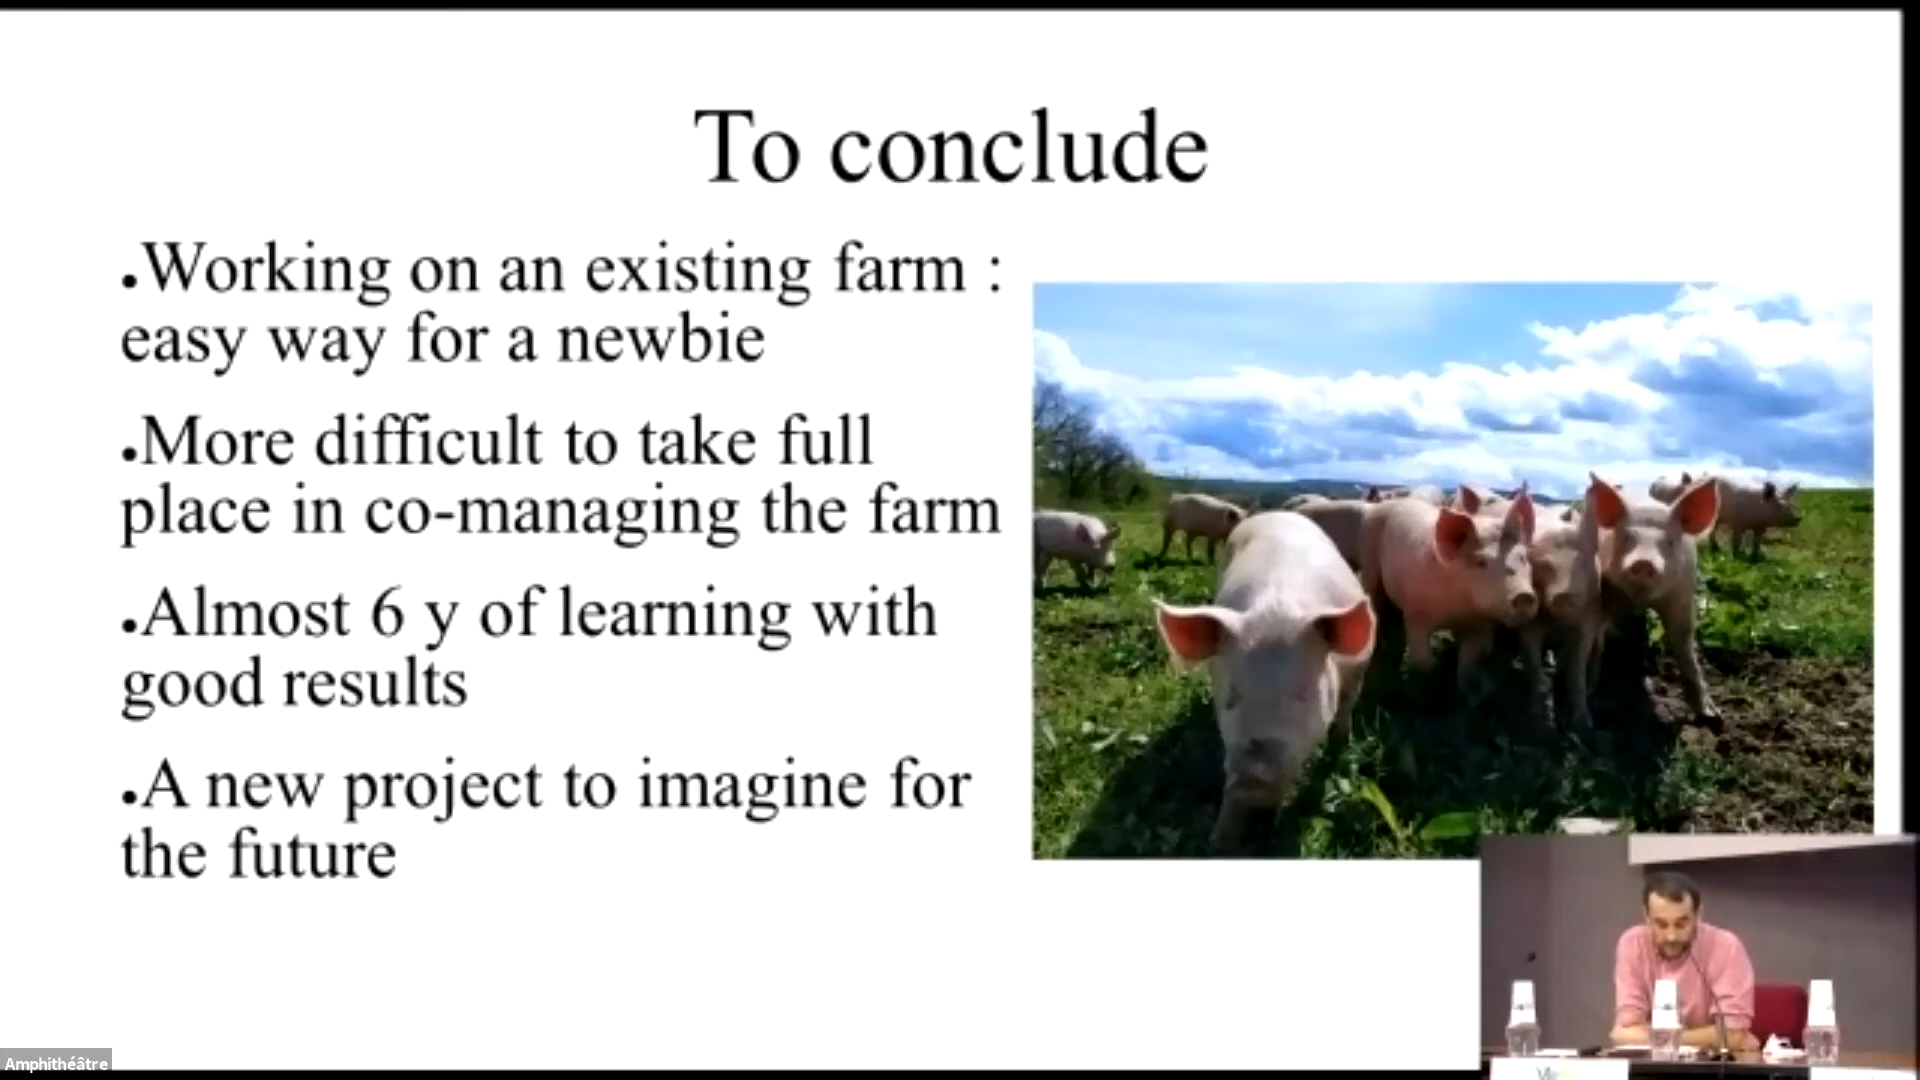 To conclude
•Working on an existing farm :
easy way for a newbie
•More difficult to take full
place in co-managing the farm
•Almost 6 y of learning with
good results
•A new project to imagine for
the future
Amphithéâtre